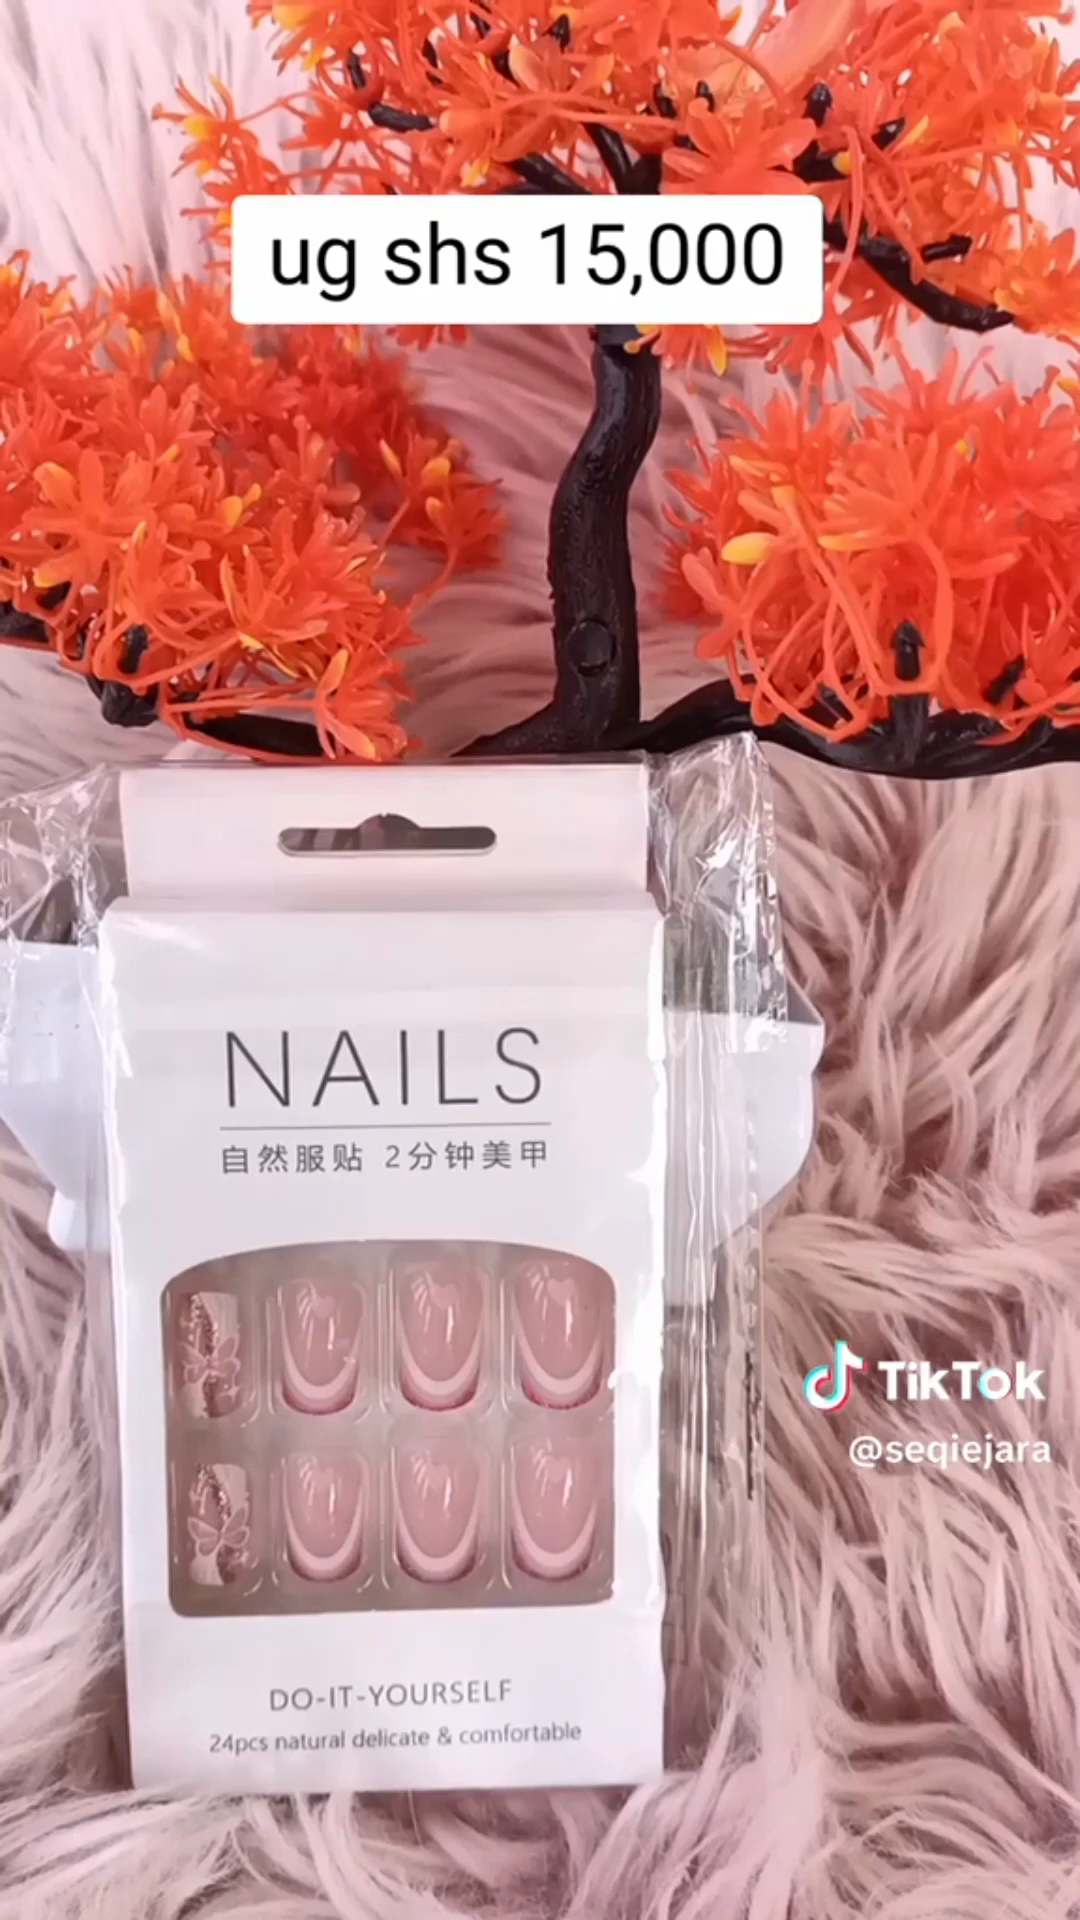 ug shs 15,000
NAILS
自然服贴 2分钟美甲
TikTok
@seqiejara
DO-IT-YOURSELF
24pcs natural delicate & comfortable